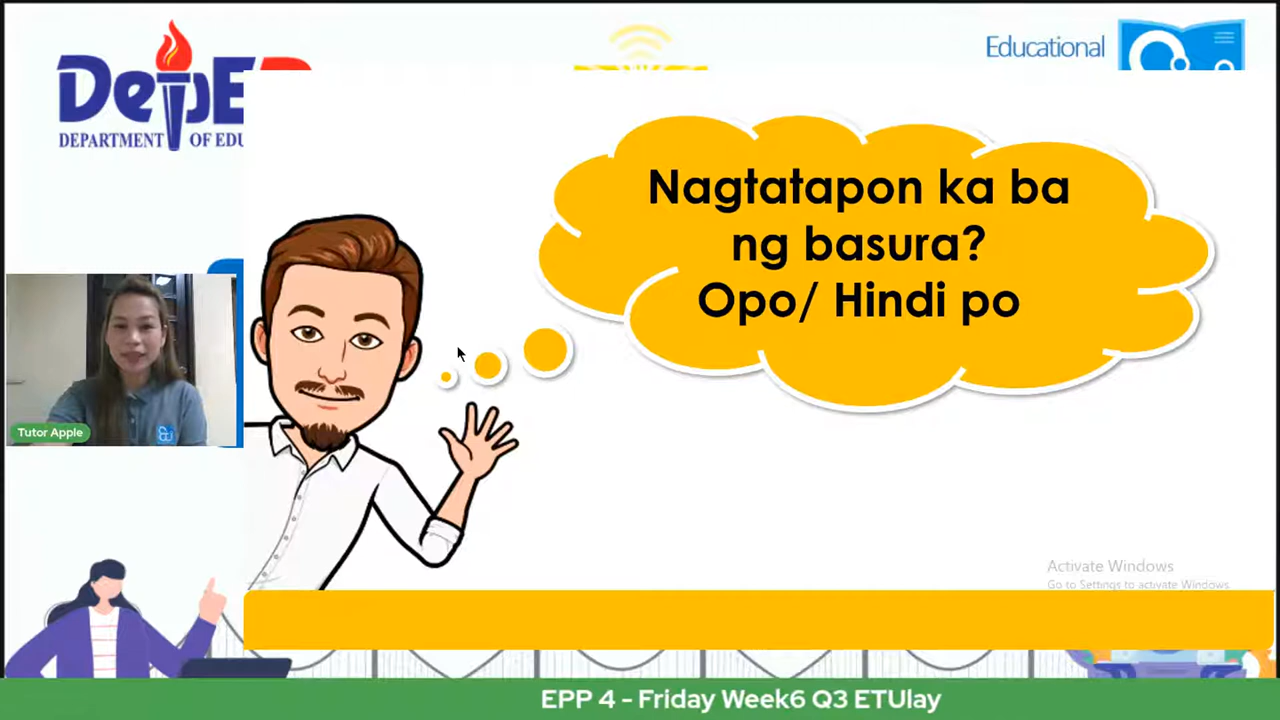 DepE
DEPARTMENT OF EDU
Educational
Nagtatapon ka ba
ng basura?
Opo/ Hindi po
Tutor Apple
Activate Windows
Go to Settings to activate Windows
EPP 4 - Friday Week6 Q3 ETUlay